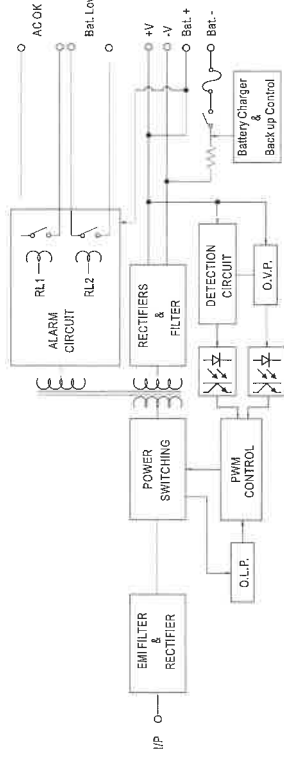 I/P
EMI FILTER
&
RECTIFIER
POWER
SWITCHING
O.L.P.
PWM
CONTROL
ALARM
CIRCUIT
RL1
RL2
RECTIFIERS
&
FILTER
DETECTION
CIRCUIT
O.V.P.
AC OK
Bat. Low
+V
-V
Bat. +
Bat. -
Battery Charger
&
Back up Control